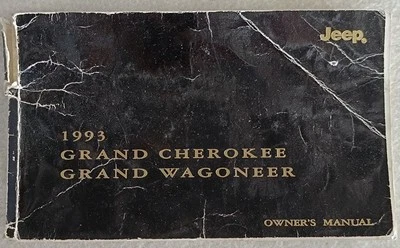 Jeep®
1993
GRAND CHEROKEE
GRAND WAGONEER
OWNER'S MANUAL